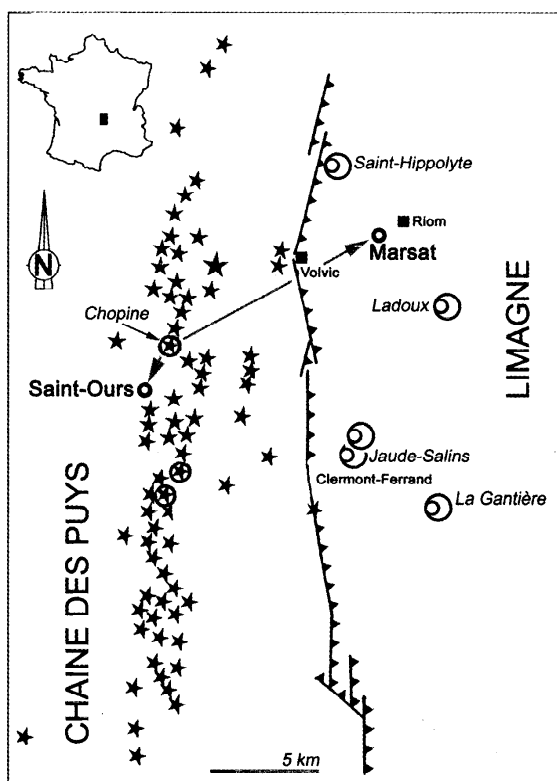 N
Saint-Hippolyte
Riom
Marsat
Volvic
Chopine
Ladoux
Saint-Ours
LIMAGNE
CHAINE DES PUYS
Jaude-Salins
Clermont-Ferrand
La Gantière
5 km